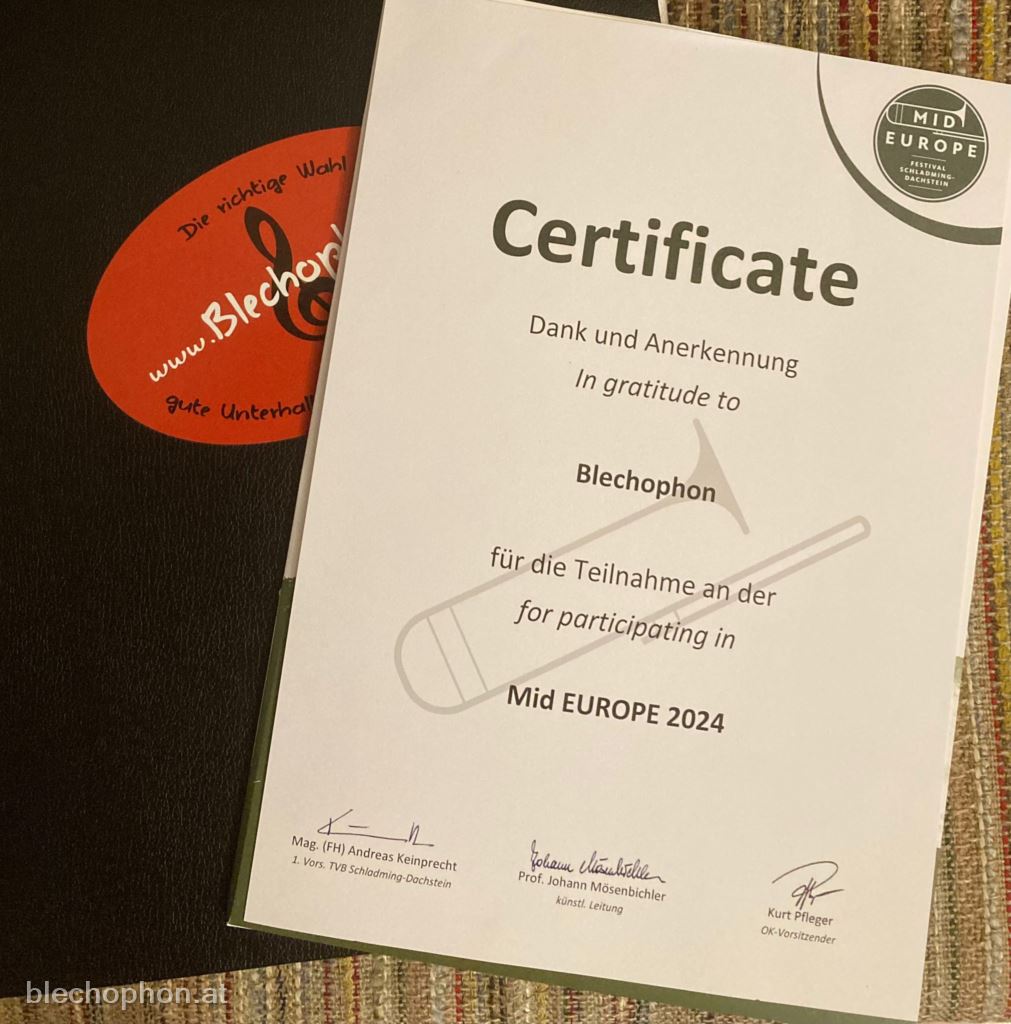 Die richtige Wahl
www.Blechoph
gute Unterhal
MID
EUROPE
FESTIVAL
SCHLADMING-
DACHSTEIN
Certificate
Dank und Anerkennung
In gratitude to
Blechophon
für die Teilnahme an der
for participating in
Mid EUROPE 2024
Mag. (FH) Andreas Keinprecht
1. Vors. TVB Schladming-Dachstein
Johann Mösenbichler
Prof. Johann Mösenbichler
künstl. Leitung
Kurt Pfleger
OK-Vorsitzender
blechophon.at